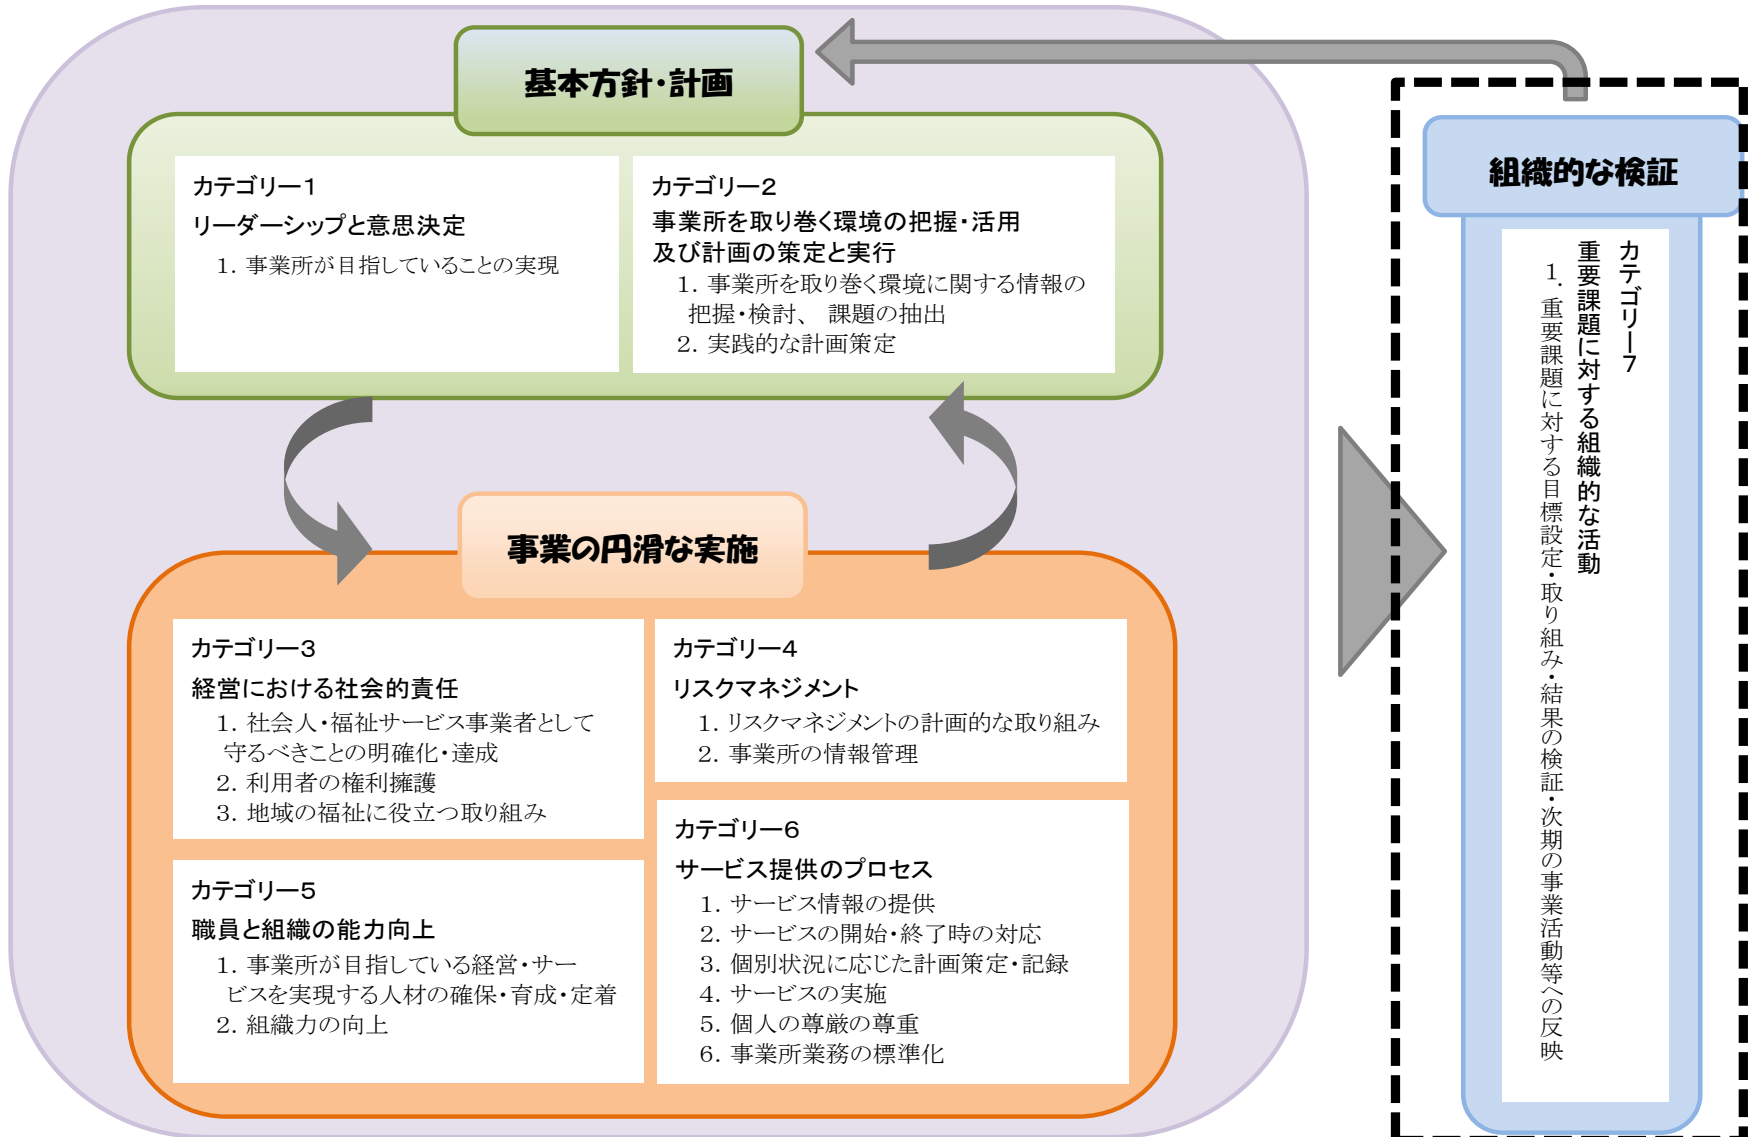 基本方針・計画
カテゴリー1
リーダーシップと意思決定
1. 事業所が目指していることの実現
カテゴリー2
事業所を取り巻く環境の把握・活用
及び計画の策定と実行
1. 事業所を取り巻く環境に関する情報の
把握・検討、 課題の抽出
2. 実践的な計画策定
事業の円滑な実施
カテゴリー3
経営における社会的責任
1. 社会人・福祉サービス事業者として
守るべきことの明確化・達成
2. 利用者の権利擁護
3. 地域の福祉に役立つ取り組み
カテゴリー4
リスクマネジメント
1. リスクマネジメントの計画的な取り組み
2. 事業所の情報管理
カテゴリー5
職員と組織の能力向上
1. 事業所が目指している経営・サー
ビスを実現する人材の確保・育成・定着
2. 組織力の向上
カテゴリー6
サービス提供のプロセス
1. サービス情報の提供
2. サービスの開始・終了時の対応
3. 個別状況に応じた計画策定・記録
4. サービスの実施
5. 個人の尊厳の尊重
6. 事業所業務の標準化
組織的な検証
カテゴリー7
重要課題に対する組織的な活動
1. 重要課題に対する目標設定・取り組み・結果の検証・次期の事業活動等への反映